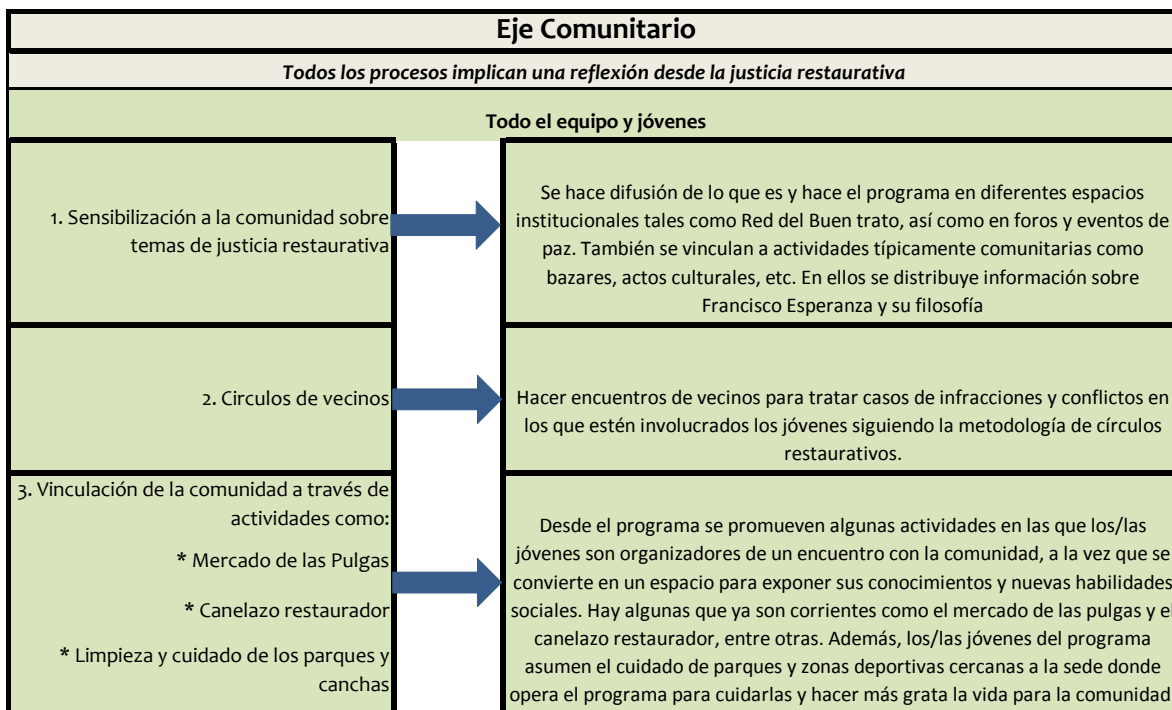 Eje Comunitario
Todos los procesos implican una reflexión desde la justicia restaurativa
Todo el equipo y jóvenes
1. Sensibilización a la comunidad sobre
temas de justicia restaurativa
Se hace difusión de lo que es y hace el programa en diferentes espacios
institucionales tales como Red del Buen trato, así como en foros y eventos de
paz. También se vinculan a actividades típicamente comunitarias como
bazares, actos culturales, etc. En ellos se distribuye información sobre
Francisco Esperanza y su filosofía
2. Circulos de vecinos
Hacer encuentros de vecinos para tratar casos de infracciones y conflictos en
los que estén involucrados los jóvenes siguiendo la metodología de círculos
restaurativos.
3. Vinculación de la comunidad a través de
actividades como:
* Mercado de las Pulgas
* Canelazo restaurador
* Limpieza y cuidado de los parques y
canchas
Desde el programa se promueven algunas actividades en las que los/las
jóvenes son organizadores de un encuentro con la comunidad, a la vez que se
convierte en un espacio para exponer sus conocimientos y nuevas habilidades
sociales. Hay algunas que ya son corrientes como el mercado de las pulgas y el
canelazo restaurador, entre otras. Además, los/las jóvenes del programa
asumen el cuidado de parques y zonas deportivas cercanas a la sede donde
opera el programa para cuidarlas y hacer más grata la vida para la comunidad